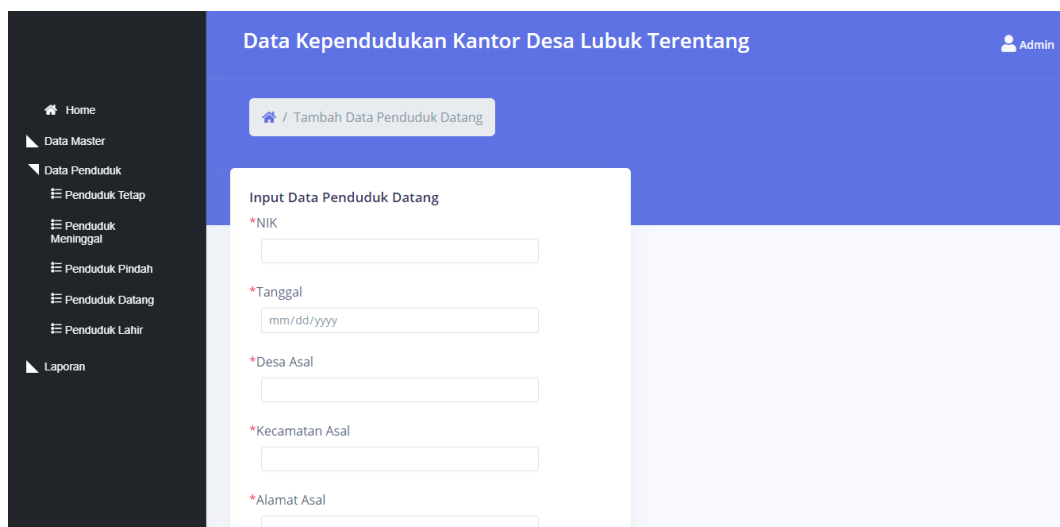 Data Kependudukan Kantor Desa Lubuk Terentang
Admin
Home
Data Master
Data Penduduk
Penduduk Tetap
Penduduk
Meninggal
Penduduk Pindah
Penduduk Datang
Penduduk Lahir
Laporan
/ Tambah Data Penduduk Datang
Input Data Penduduk Datang
*NIK
*Tanggal
mm/dd/yyyy
*Desa Asal
*Kecamatan Asal
*Alamat Asal